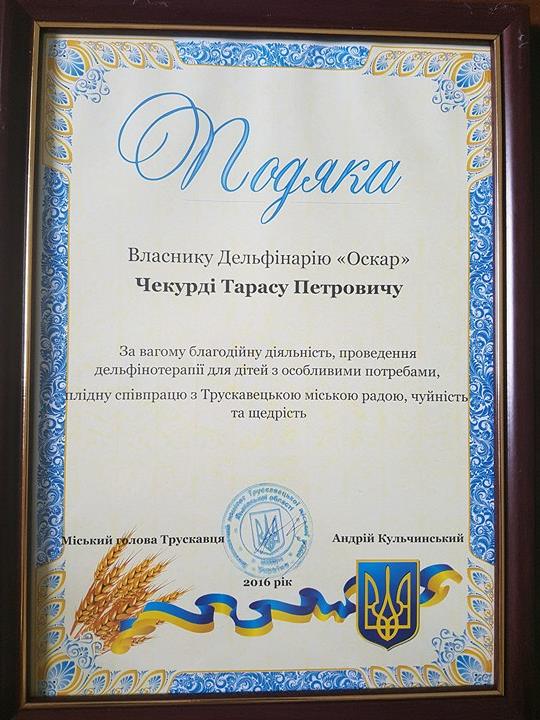 Подяка
Власнику Дельфінарію «Оскар»
Чекурді Тарасу Петровичу
За вагому благодійну діяльність, проведення
дельфінотерапії для дітей з особливими потребами,
плідну співпрацю з Трускавецькою міською радою, чуйність
та щедрість
Міський голова Трускавця
Андрій Кульчинський
2016 рік